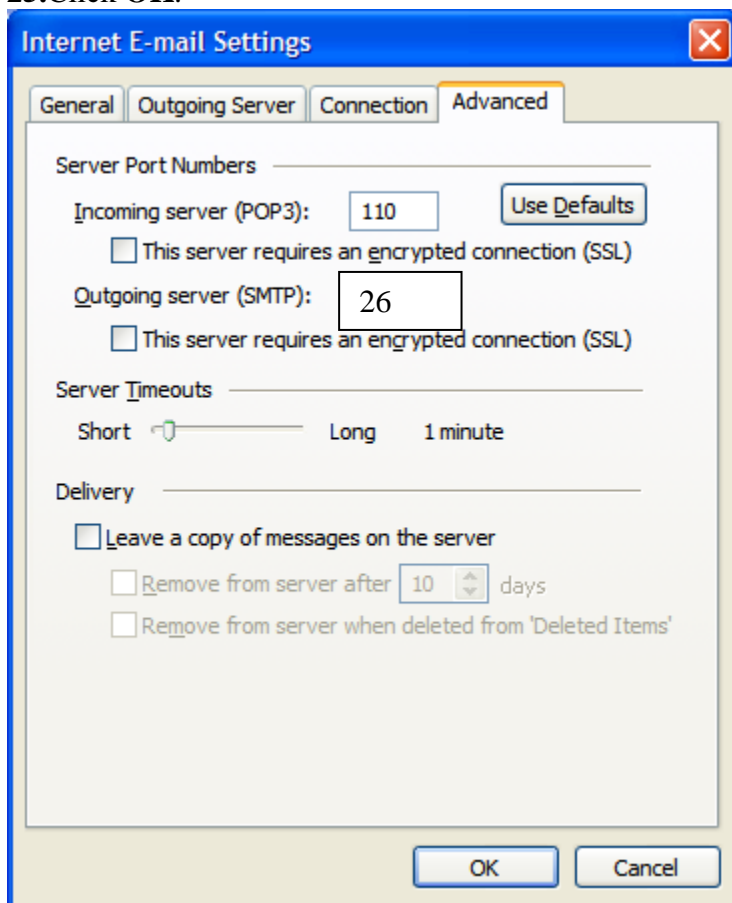 Internet E-mail Settings
General Outgoing Server Connection Advanced
Server Port Numbers
Incoming server (POP3): 110 Use Defaults
This server requires an encrypted connection (SSL)
Outgoing server (SMTP): 26
This server requires an encrypted connection (SSL)
Server Timeouts
Short Long 1 minute
Delivery
Leave a copy of messages on the server
Remove from server after 10 days
Remove from server when deleted from 'Deleted Items'
OK Cancel